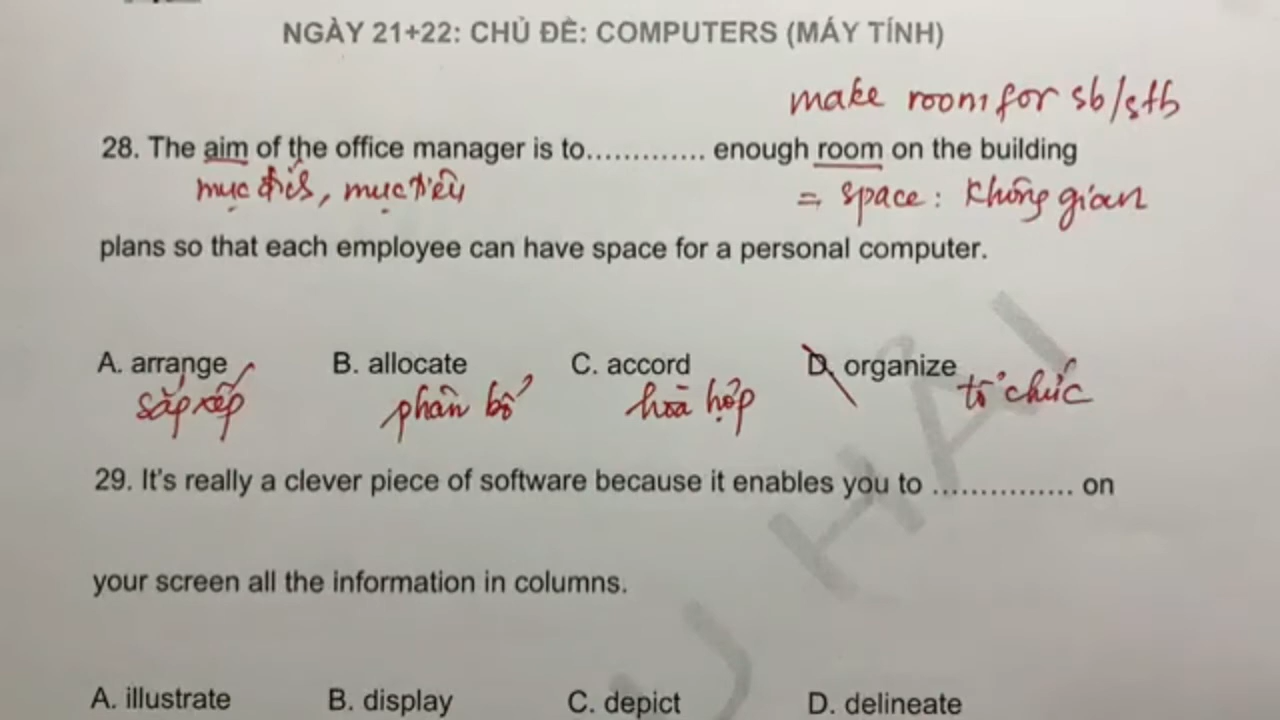 NGÀY 21+22: CHỦ ĐỀ: COMPUTERS (MÁY TÍNH)
make room for sb/sth
28. The aim of the office manager is to............. enough room on the building
mục đích, mục tiêu = space: không gian
plans so that each employee can have space for a personal computer.
A. arrange B. allocate C. accord D. organize
sắp xếp phân bổ hoà hợp tổ chức
29. It's really a clever piece of software because it enables you to ............... on
your screen all the information in columns.
A. illustrate B. display C. depict D. delineate